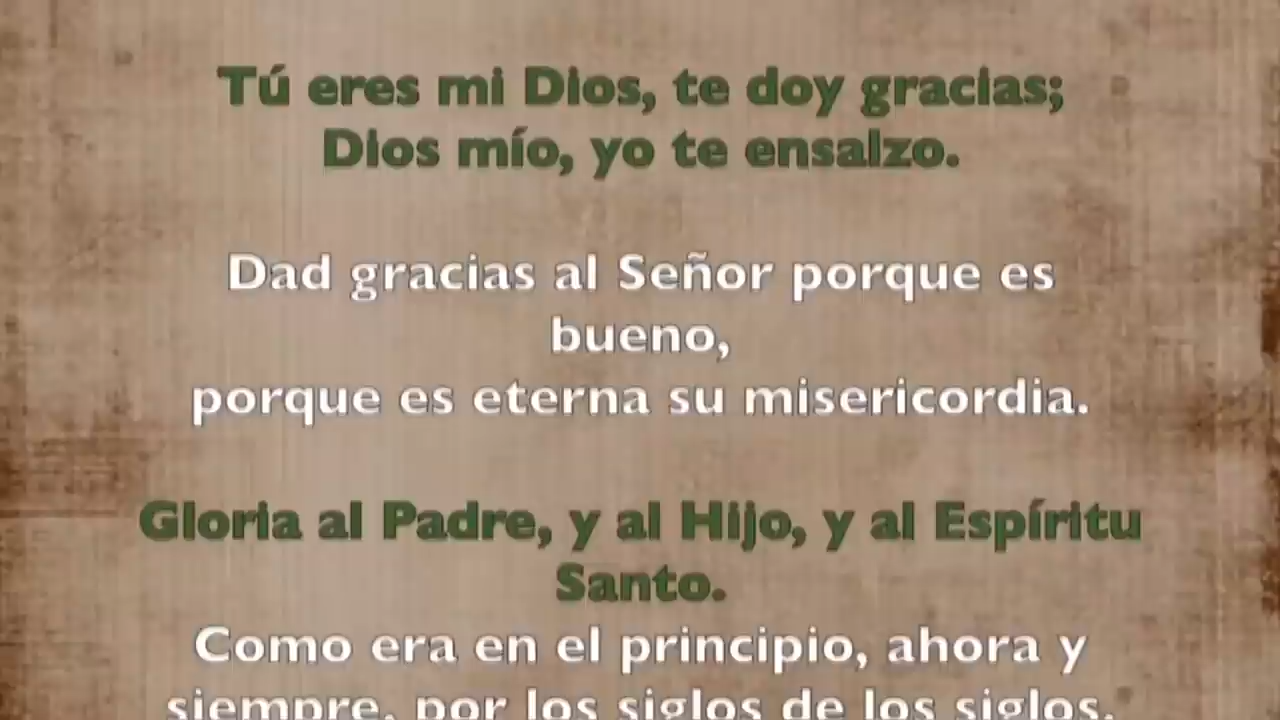 Tú eres mi Dios, te doy gracias;
Dios mío, yo te ensalzo.
Dad gracias al Señor porque es
bueno,
porque es eterna su misericordia.
Gloria al Padre, y al Hijo, y al Espíritu
Santo.
Como era en el principio, ahora y
siempre, por los siglos de los siglos.